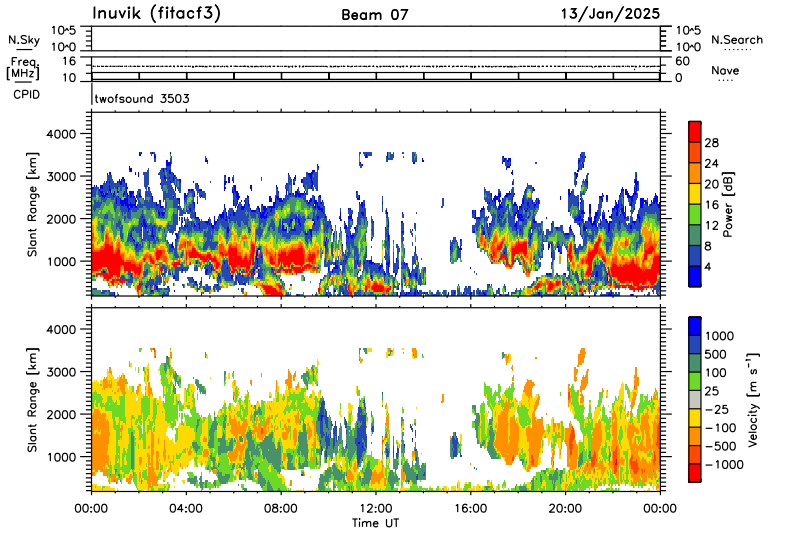 Inuvik (fitacf3) Beam 07 13/Jan/2025
10^5 10^5
N.Sky N.Search
10^0 10^0
Freq. 16 60
[MHz] Nave
10 0
CPID twofsound 3503
Slant Range [km]
4000
3000
2000
1000
Power [dB]
28
24
20
16
12
8
4
Slant Range [km]
4000
3000
2000
1000
Velocity [m s⁻¹]
1000
500
100
25
−25
−100
−500
−1000
00:00 04:00 08:00 12:00 16:00 20:00 00:00
Time UT